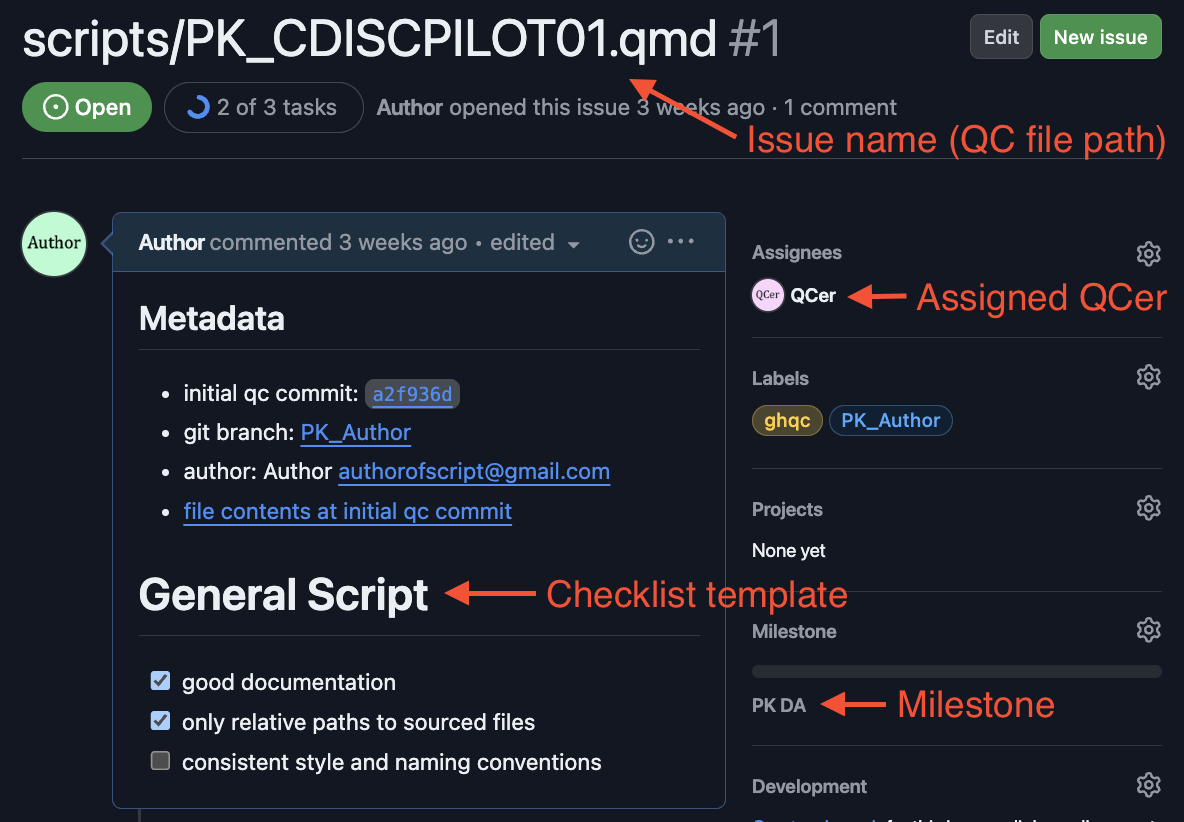 scripts/PK_CDISCPILOT01.qmd #1
Edit
New issue
Open
2 of 3 tasks
Author opened this issue 3 weeks ago · 1 comment
Issue name (QC file path)
Author
Author commented 3 weeks ago • edited
Metadata
• initial qc commit: a2f936d
• git branch: PK_Author
• author: Author authorofscript@gmail.com
• file contents at initial qc commit
General Script
Checklist template
good documentation
only relative paths to sourced files
consistent style and naming conventions
Assignees
QCer
QCer
Assigned QCer
Labels
ghqc
PK_Author
Projects
None yet
Milestone
PK DA
Milestone
Development